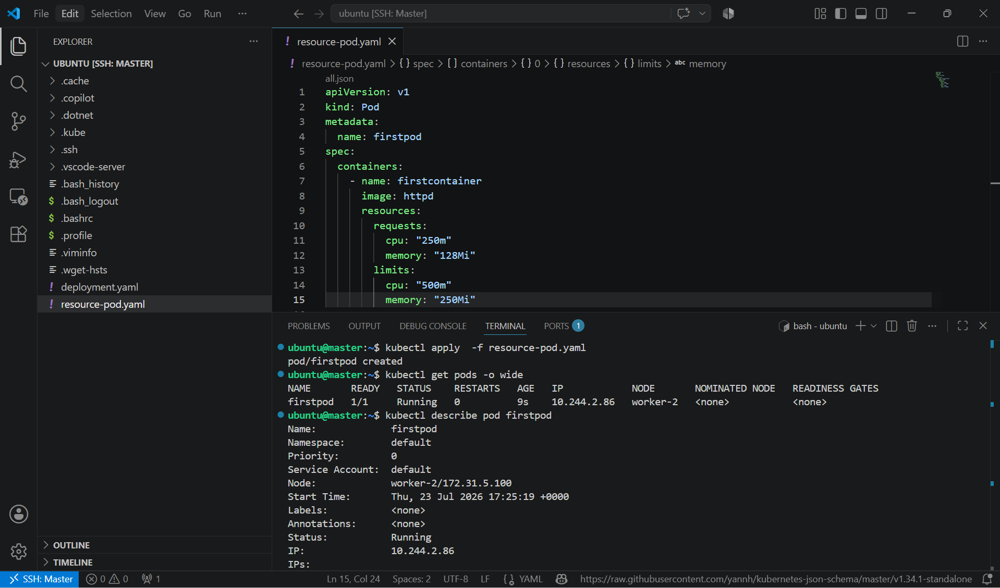 File Edit Selection View Go Run ···
ubuntu [SSH: Master]
EXPLORER
UBUNTU [SSH: MASTER]
.cache
.copilot
.dotnet
.kube
.ssh
.vscode-server
.bash_history
$ .bash_logout
$ .bashrc
$ .profile
.viminfo
.wget-hsts
! deployment.yaml
! resource-pod.yaml
OUTLINE
TIMELINE
! resource-pod.yaml
! resource-pod.yaml > {} spec > [] containers > {} 0 > {} resources > {} limits > abc memory
all.json
1 apiVersion: v1
2 kind: Pod
3 metadata:
4   name: firstpod
5 spec:
6   containers:
7     - name: firstcontainer
8       image: httpd
9       resources:
10         requests:
11           cpu: "250m"
12           memory: "128Mi"
13         limits:
14           cpu: "500m"
15           memory: "250Mi"
PROBLEMS OUTPUT DEBUG CONSOLE TERMINAL PORTS 1
bash - ubuntu
ubuntu@master:~$ kubectl apply  -f resource-pod.yaml
pod/firstpod created
ubuntu@master:~$ kubectl get pods -o wide
NAME       READY   STATUS    RESTARTS   AGE   IP            NODE       NOMINATED NODE   READINESS GATES
firstpod   1/1     Running   0          9s    10.244.2.86   worker-2   <none>           <none>
ubuntu@master:~$ kubectl describe pod firstpod
Name:             firstpod
Namespace:        default
Priority:         0
Service Account:  default
Node:             worker-2/172.31.5.100
Start Time:       Thu, 23 Jul 2026 17:25:19 +0000
Labels:           <none>
Annotations:      <none>
Status:           Running
IP:               10.244.2.86
IPs:
SSH: Master 0 0 1 Ln 15, Col 24 Spaces: 2 UTF-8 LF {} YAML https://raw.githubusercontent.com/yannh/kubernetes-json-schema/master/v1.34.1-standalone